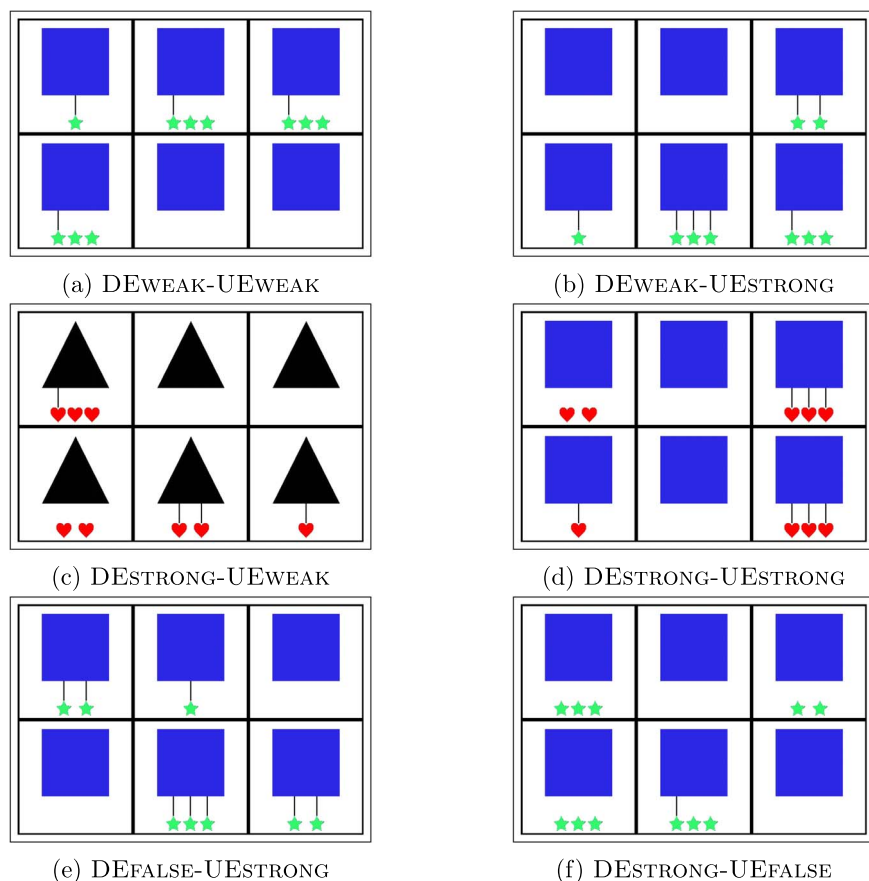 (a) DEWEAK-UEWEAK
(b) DEWEAK-UESTRONG
(c) DESTRONG-UEWEAK
(d) DESTRONG-UESTRONG
(e) DEFALSE-UESTRONG
(f) DESTRONG-UEFALSE